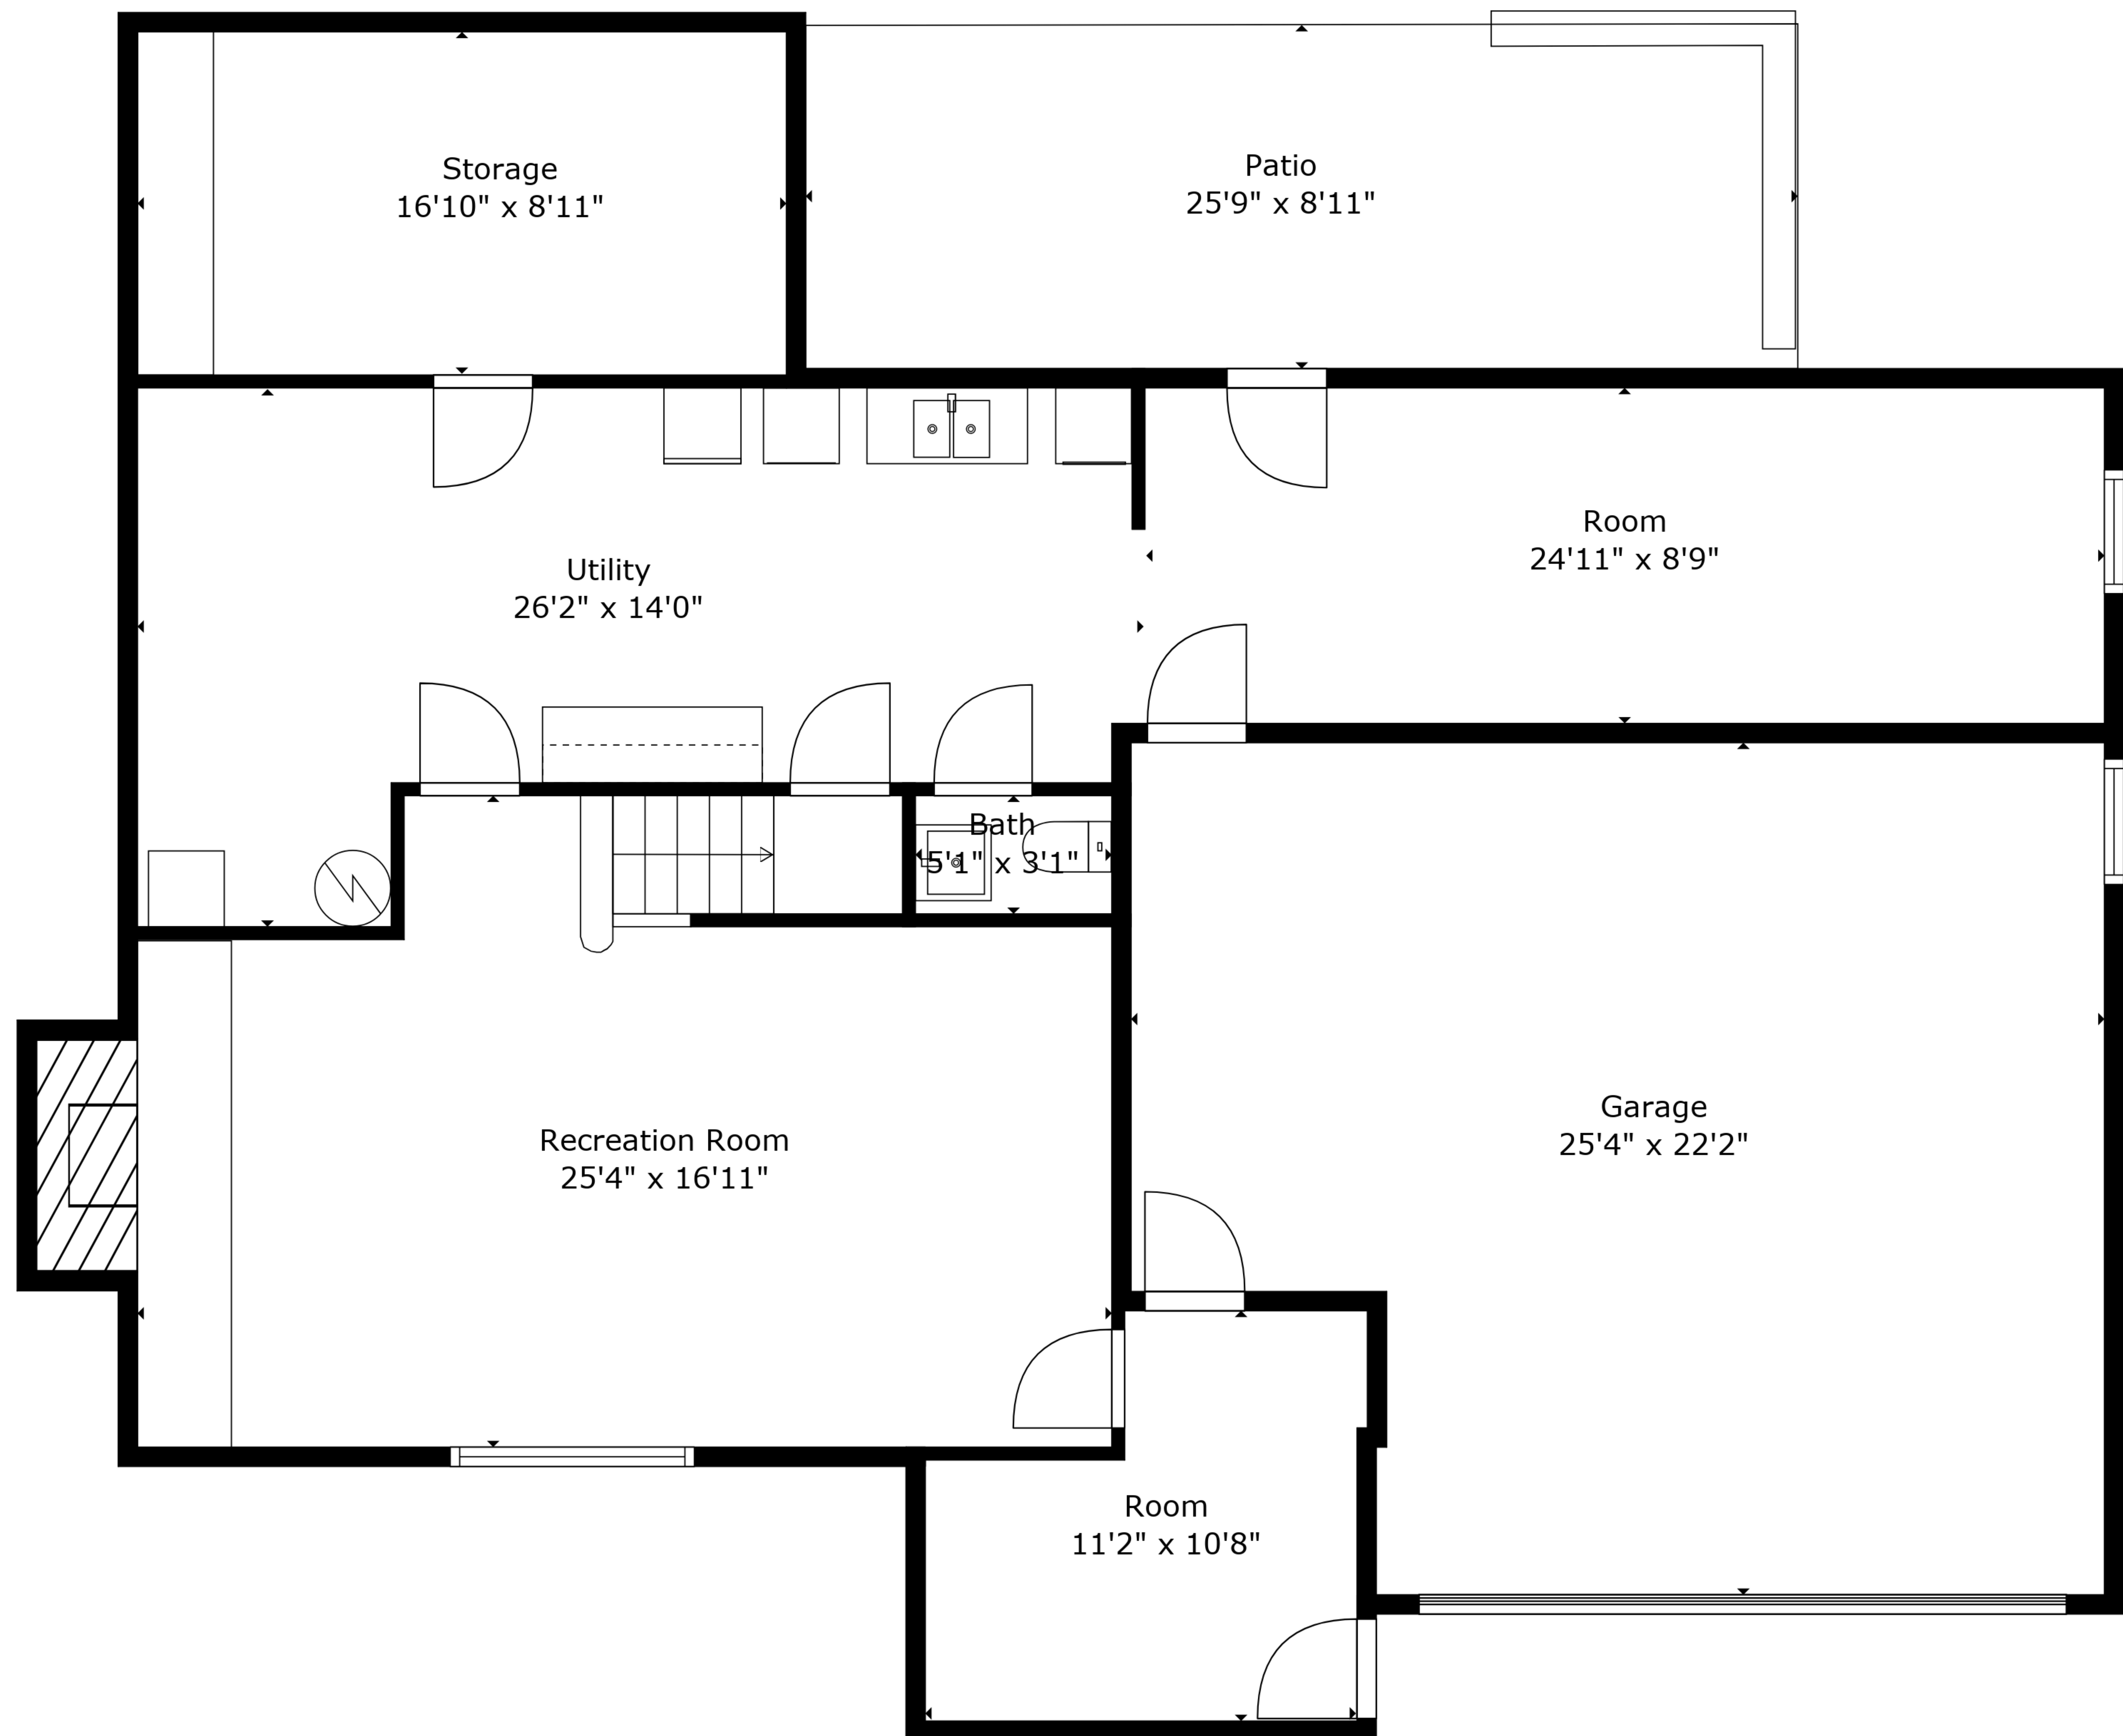 Storage
16'10" x 8'11"
Patio
25'9" x 8'11"
Room
24'11" x 8'9"
Utility
26'2" x 14'0"
Bath
5'1" x 3'1"
Garage
25'4" x 22'2"
Recreation Room
25'4" x 16'11"
Room
11'2" x 10'8"